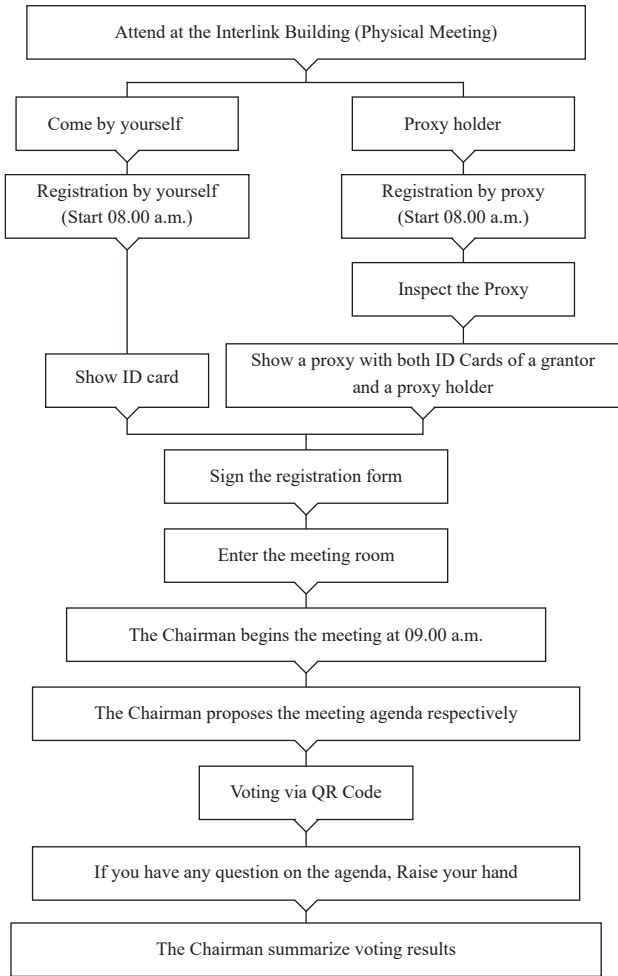 Attend at the Interlink Building (Physical Meeting)
Come by yourself
Proxy holder
Registration by yourself
(Start 08.00 a.m.)
Registration by proxy
(Start 08.00 a.m.)
Inspect the Proxy
Show ID card
Show a proxy with both ID Cards of a grantor
and a proxy holder
Sign the registration form
Enter the meeting room
The Chairman begins the meeting at 09.00 a.m.
The Chairman proposes the meeting agenda respectively
Voting via QR Code
If you have any question on the agenda, Raise your hand
The Chairman summarize voting results